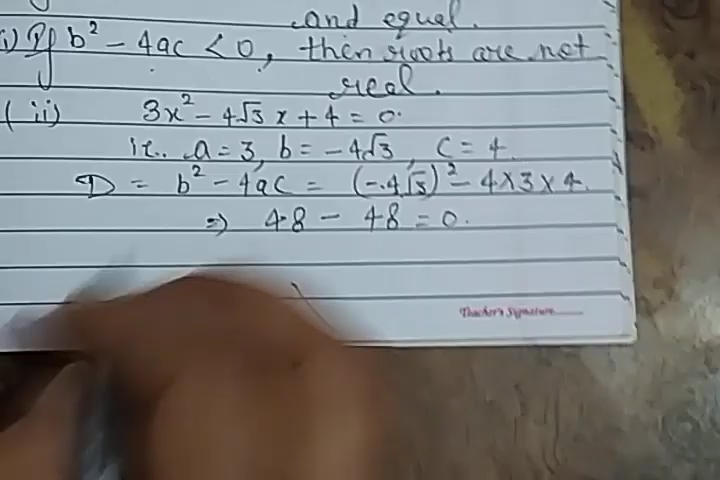 and equal.
i) If b² - 4ac < 0, then roots are not
real.
(ii) 3x² - 4√3 x + 4 = 0.
i.e. a = 3, b = -4√3, c = 4.
D = b² - 4ac = (-4√3)² - 4×3×4.
⇒ 48 - 48 = 0.
Teacher's Signature..........